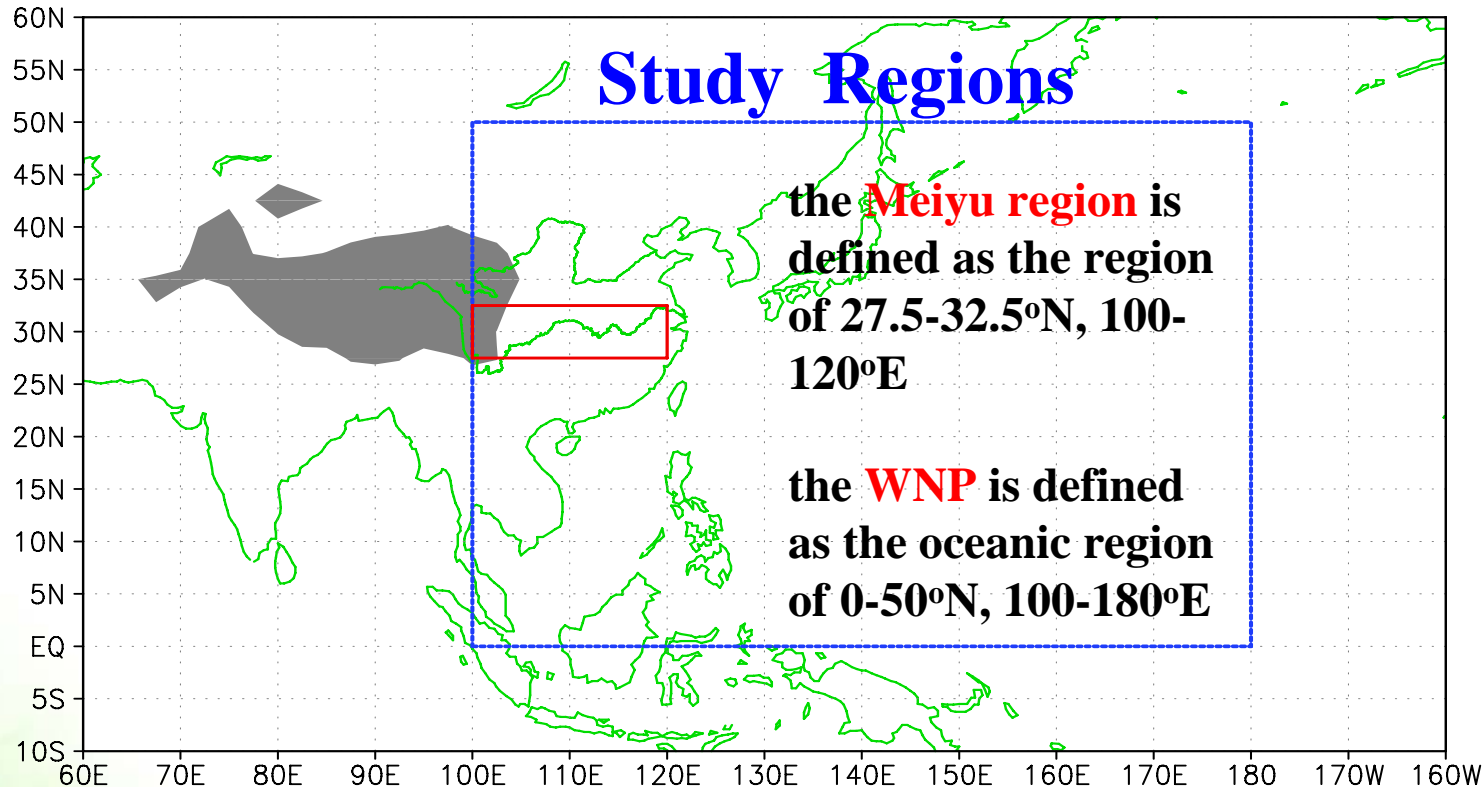 Study Regions
60N
55N
50N
45N
40N
35N
30N
25N
20N
15N
10N
5N
EQ
5S
10S
the Meiyu region is
defined as the region
of 27.5-32.5ºN, 100-
120ºE
the WNP is defined
as the oceanic region
of 0-50ºN, 100-180ºE
60E 70E 80E 90E 100E 110E 120E 130E 140E 150E 160E 170E 180 170W 160W